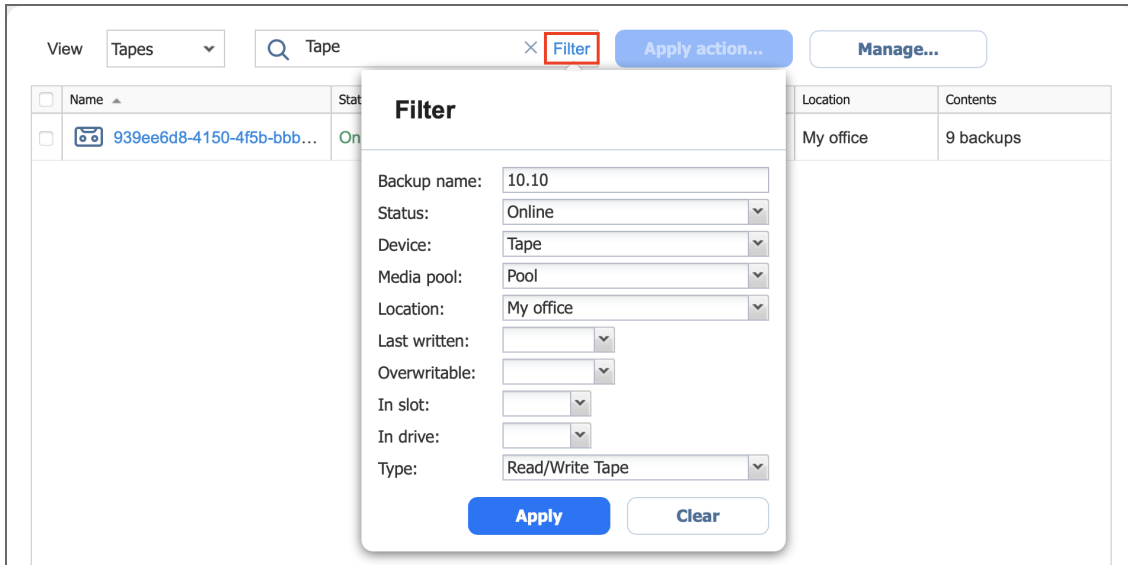 View Tapes Tape Filter Apply action... Manage...
Name Stat Location Contents
939ee6d8-4150-4f5b-bbb... On My office 9 backups
Filter
Backup name: 10.10
Status: Online
Device: Tape
Media pool: Pool
Location: My office
Last written:
Overwritable:
In slot:
In drive:
Type: Read/Write Tape
Apply Clear